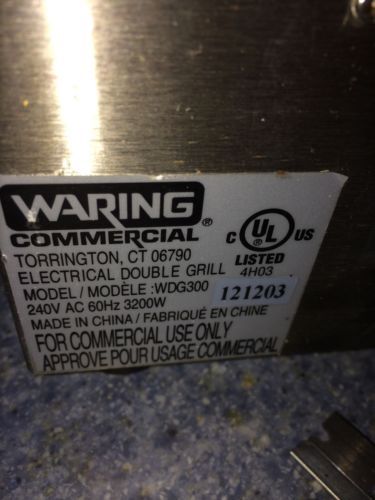 WARING ®
COMMERCIAL
TORRINGTON, CT 06790
ELECTRICAL DOUBLE GRILL
MODEL / MODÈLE :WDG300
240V AC 60Hz 3200W
MADE IN CHINA / FABRIQUÉ EN CHINE
FOR COMMERCIAL USE ONLY
APPROVE POUR USAGE COMMERCIAL
C UL US
®
LISTED
4H03
121203